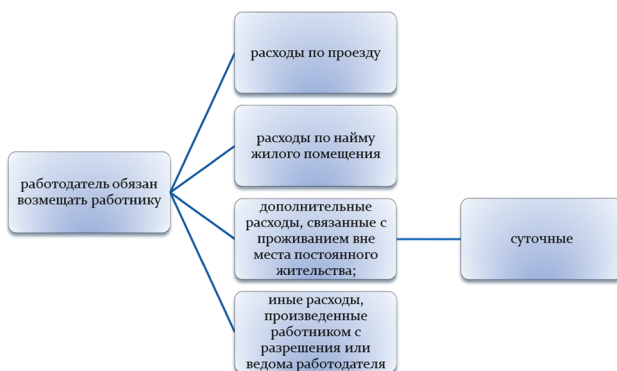 работодатель обязан
возмещать работнику
расходы по проезду
расходы по найму
жилого помещения
дополнительные
расходы, связанные с
проживанием вне
места постоянного
жительства;
суточные
иные расходы,
произведенные
работником с
разрешения или
ведома работодателя